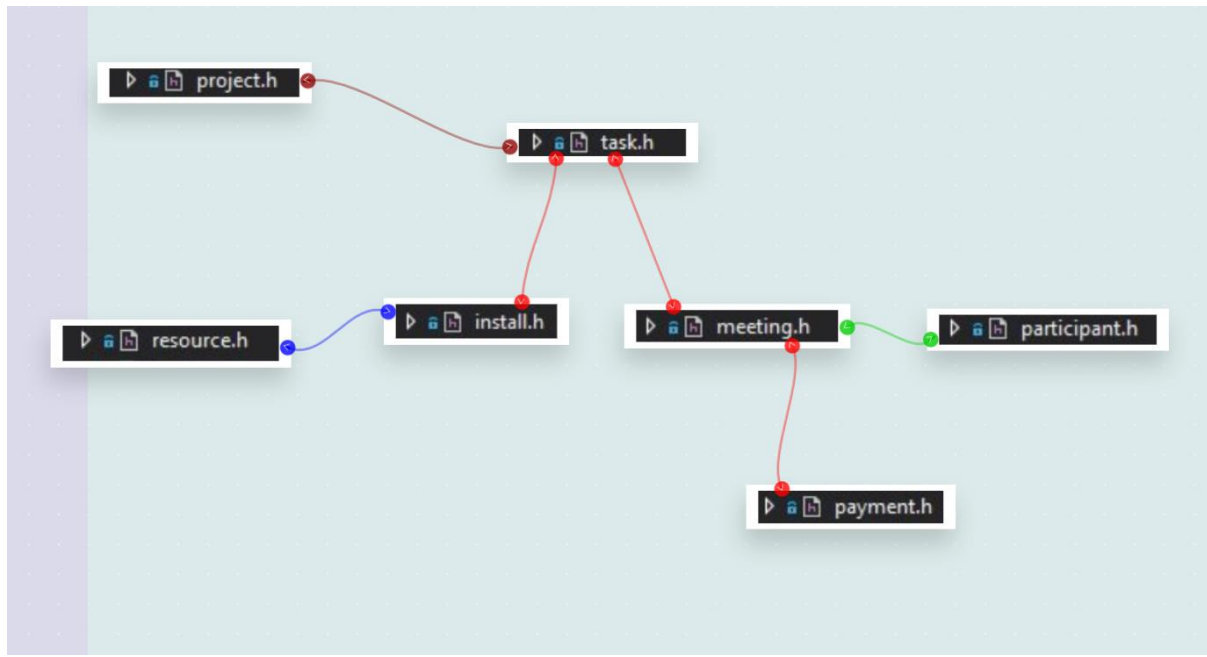 project.h
task.h
install.h
meeting.h
participant.h
resource.h
payment.h